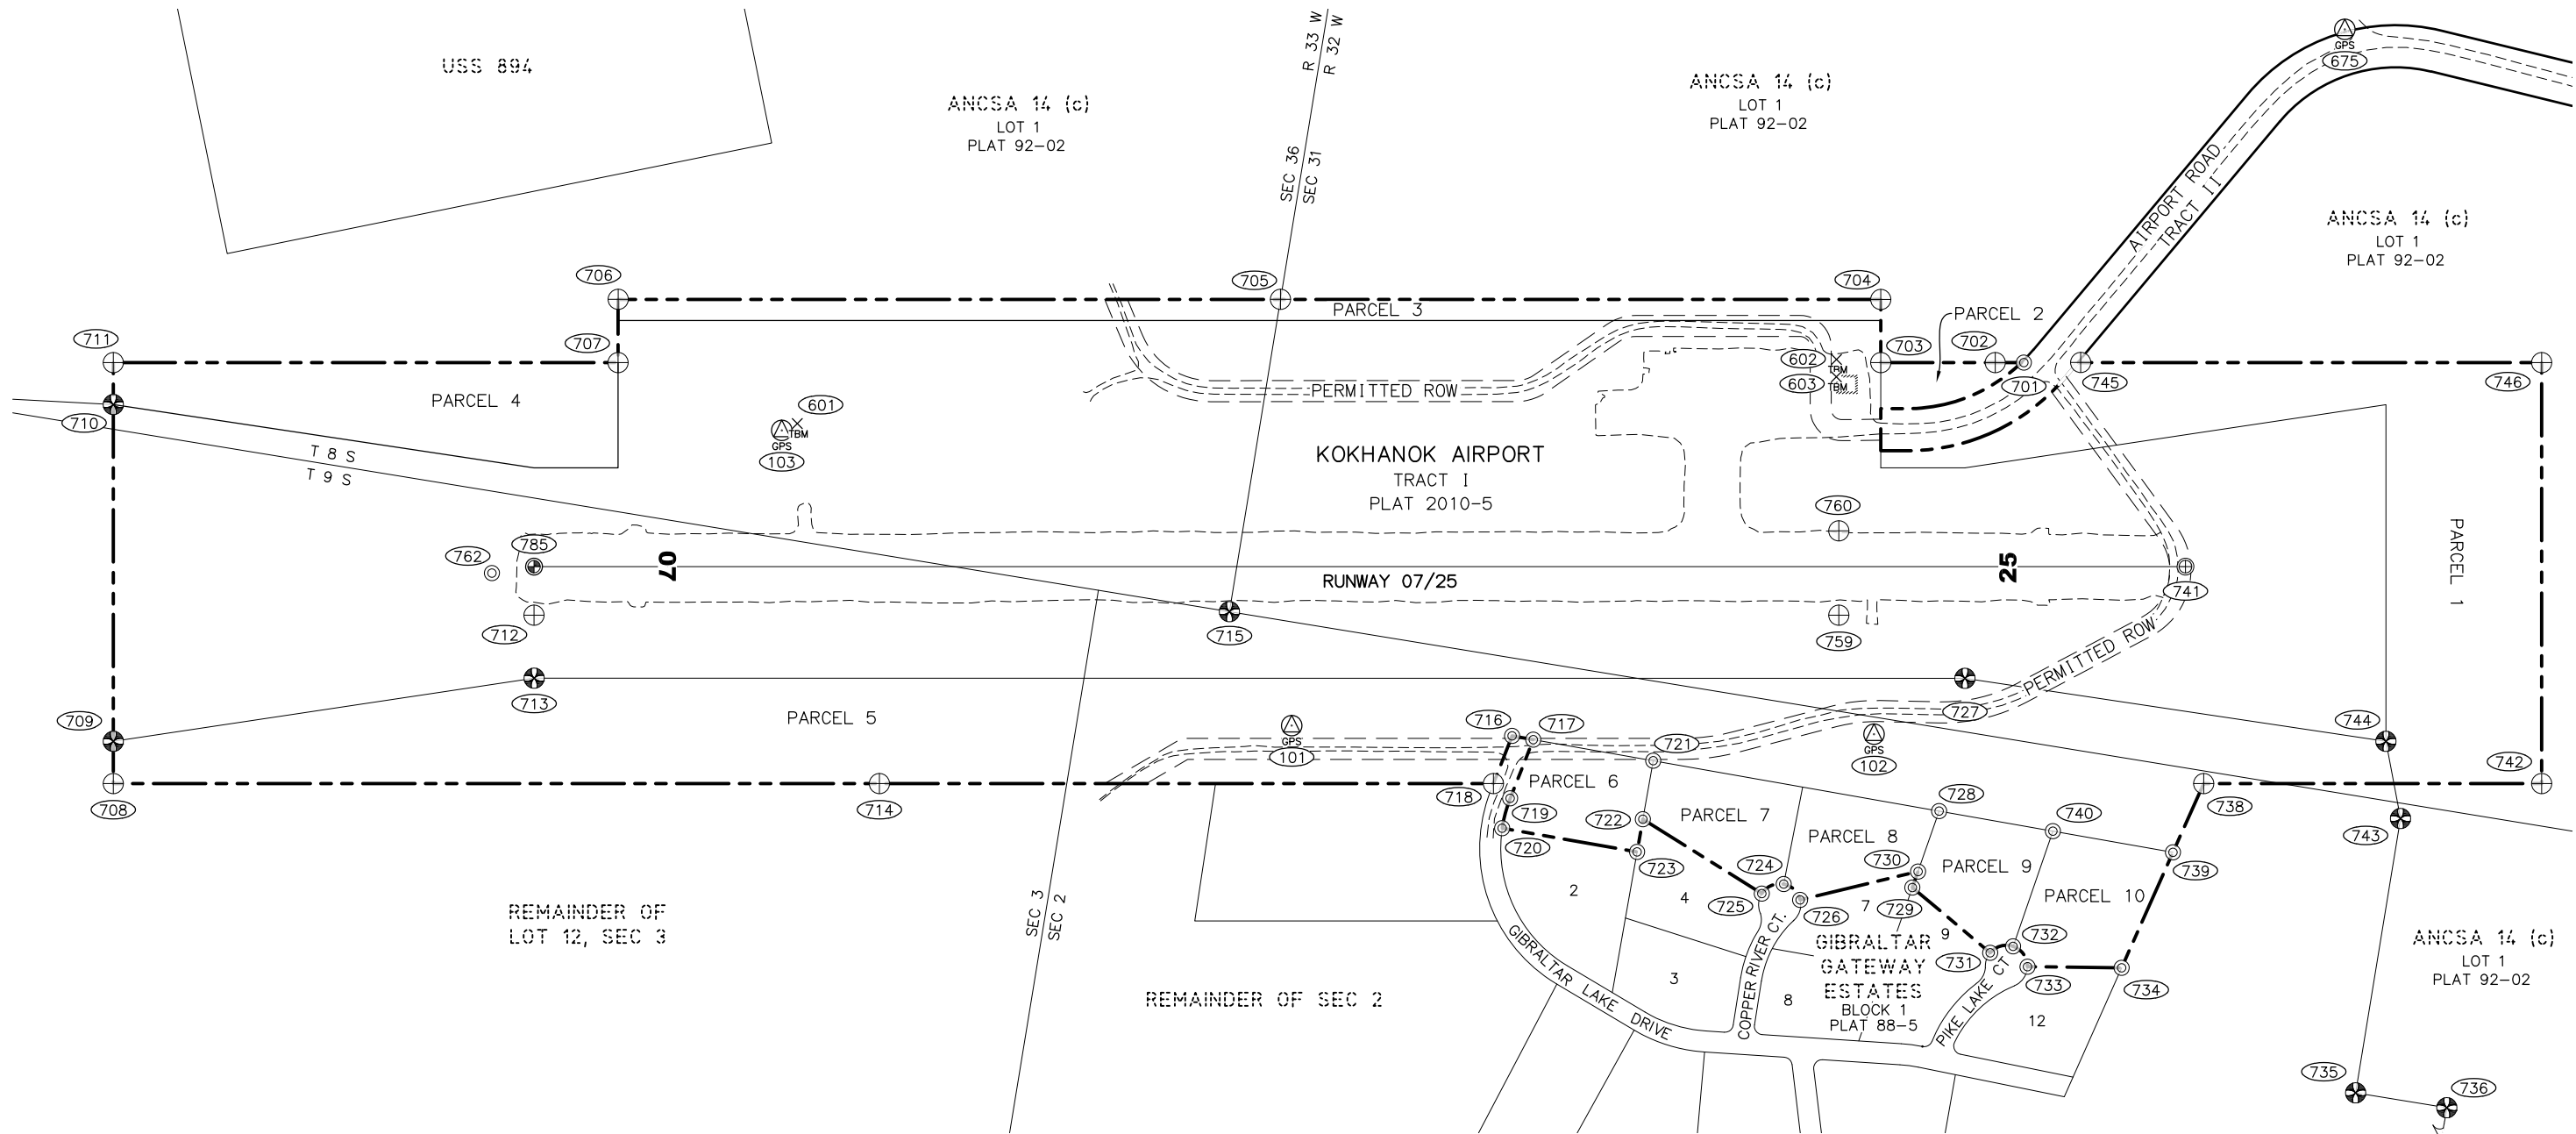 USS 894
ANCSA 14 (c)
LOT 1
PLAT 92-02
R 33 W
R 32 W
SEC 36
SEC 31
ANCSA 14 (c)
LOT 1
PLAT 92-02
GPS
675
AIRPORT ROAD
TRACT II
ANCSA 14 (c)
LOT 1
PLAT 92-02
706
705
704
PARCEL 3
PARCEL 2
711
707
703
702
602
TBM
603
TBM
701
745
746
PARCEL 4
PERMITTED ROW
710
601
TBM
GPS
103
T 8 S
T 9 S
KOKHANOK AIRPORT
TRACT I
PLAT 2010-5
760
PARCEL 1
762
785
07
25
RUNWAY 07/25
741
712
715
759
PERMITTED ROW
713
709
PARCEL 5
716
717
727
744
721
GPS
101
GPS
102
742
PARCEL 6
708
714
718
719
728
738
722
PARCEL 7
740
743
720
723
PARCEL 8
724
730
PARCEL 9
739
2
4
725
726
7
729
PARCEL 10
REMAINDER OF
LOT 12, SEC 3
SEC 3
SEC 2
GIBRALTAR LAKE DRIVE
COPPER RIVER CT.
GIBRALTAR
GATEWAY
ESTATES
BLOCK 1
PLAT 88-5
9
732
731
733
734
PIKE LAKE CT
ANCSA 14 (c)
LOT 1
PLAT 92-02
3
8
12
REMAINDER OF SEC 2
735
736